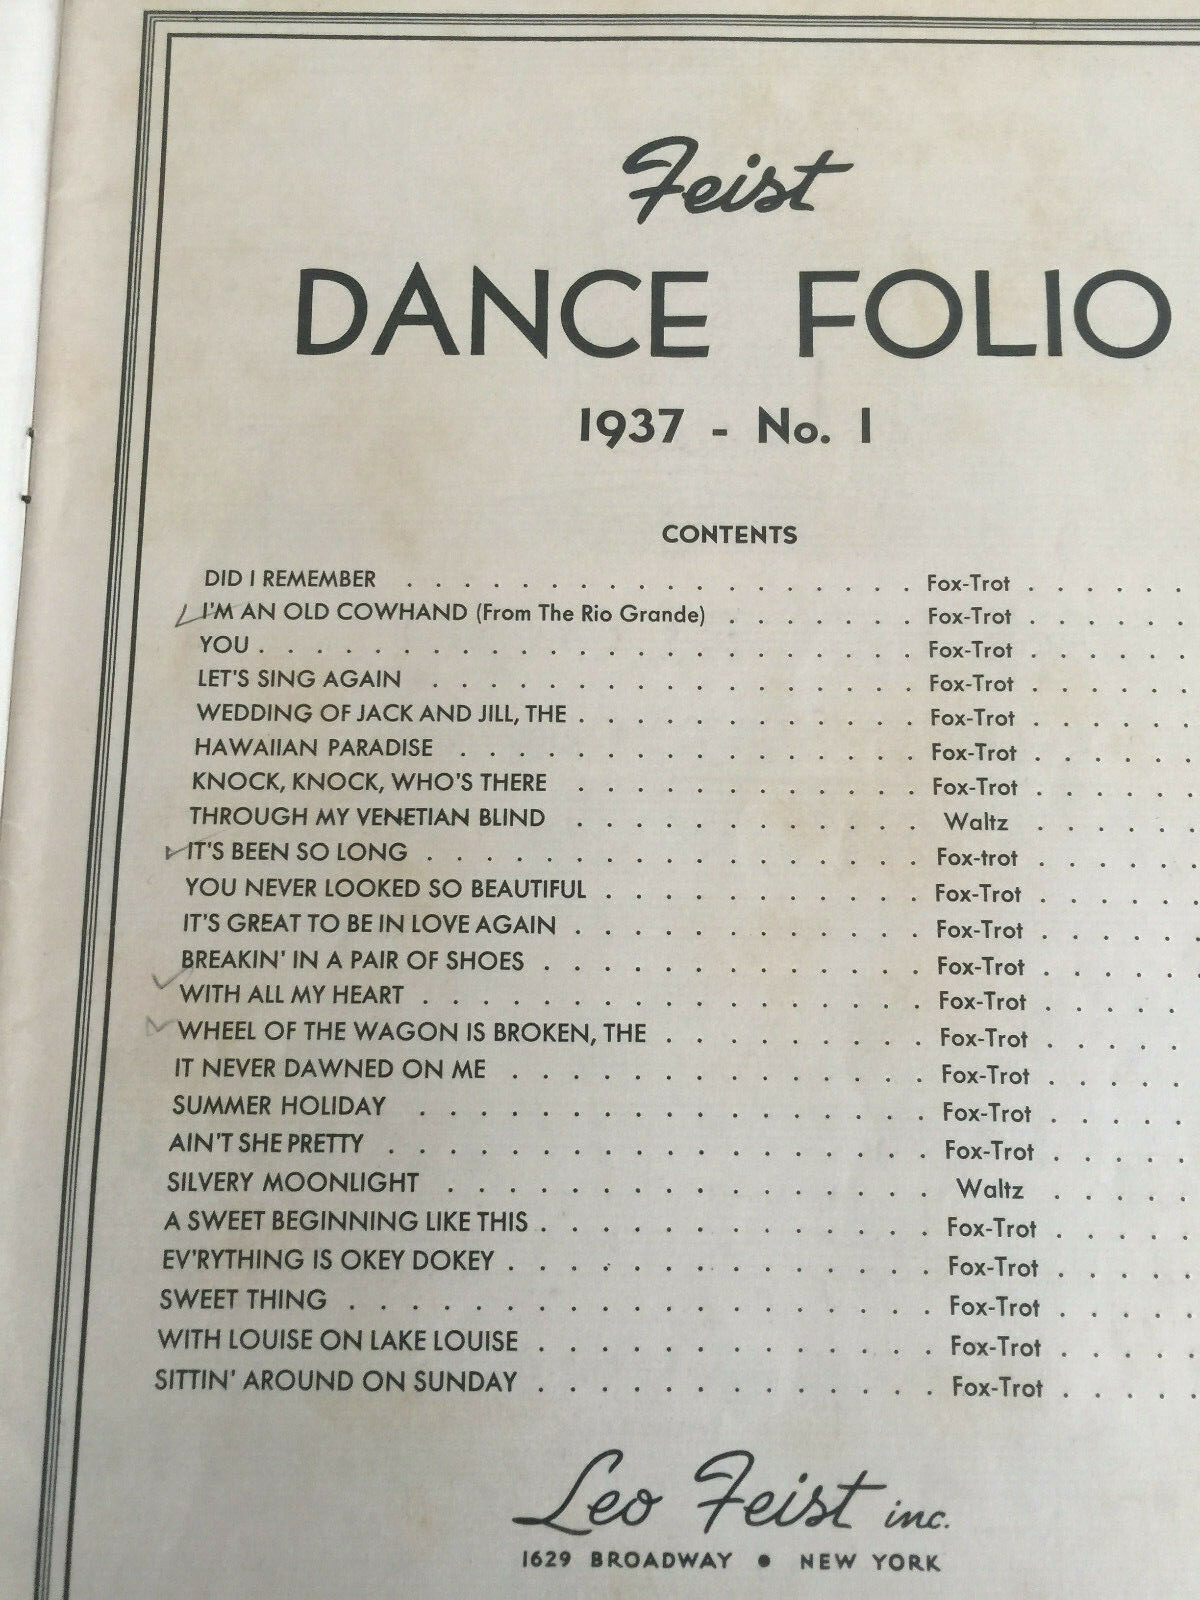 Feist
DANCE FOLIO
1937 - No. 1
CONTENTS
DID I REMEMBER . . . . . . . . . . . . . . . . . Fox-Trot . . . . . .
I'M AN OLD COWHAND (From The Rio Grande) . . . . . . . Fox-Trot . . . . . .
YOU . . . . . . . . . . . . . . . . . . . . . Fox-Trot . . . . . .
LET'S SING AGAIN . . . . . . . . . . . . . . . . Fox-Trot . . . . . .
WEDDING OF JACK AND JILL, THE . . . . . . . . . . . . Fox-Trot . . . . . .
HAWAIIAN PARADISE . . . . . . . . . . . . . . . Fox-Trot . . . . . .
KNOCK, KNOCK, WHO'S THERE . . . . . . . . . . . . Fox-Trot . . . . . .
THROUGH MY VENETIAN BLIND . . . . . . . . . . . . Waltz . . . . . .
IT'S BEEN SO LONG . . . . . . . . . . . . . . . . . Fox-trot . . . . . .
YOU NEVER LOOKED SO BEAUTIFUL . . . . . . . . . . . Fox-Trot . . . . . .
IT'S GREAT TO BE IN LOVE AGAIN . . . . . . . . . . . . Fox-Trot . . . . . .
BREAKIN' IN A PAIR OF SHOES . . . . . . . . . . . . . Fox-Trot . . . . . .
WITH ALL MY HEART . . . . . . . . . . . . . . . . . Fox-Trot . . . . .
WHEEL OF THE WAGON IS BROKEN, THE . . . . . . . . . Fox-Trot . . . . .
IT NEVER DAWNED ON ME . . . . . . . . . . . . . . Fox-Trot . . . . .
SUMMER HOLIDAY . . . . . . . . . . . . . . . . . Fox-Trot . . . . .
AIN'T SHE PRETTY . . . . . . . . . . . . . . . . . . Fox-Trot . . . . .
SILVERY MOONLIGHT . . . . . . . . . . . . . . . . Waltz . . . . .
A SWEET BEGINNING LIKE THIS . . . . . . . . . . . . . Fox-Trot . . . . .
EV'RYTHING IS OKEY DOKEY . . . . . . . . . . . . . . Fox-Trot . . . . .
SWEET THING . . . . . . . . . . . . . . . . . . . Fox-Trot . . . . .
WITH LOUISE ON LAKE LOUISE . . . . . . . . . . . . . Fox-Trot . . . . .
SITTIN' AROUND ON SUNDAY . . . . . . . . . . . . . Fox-Trot . . . . .
Leo Feist inc.
1629 BROADWAY ● NEW YORK